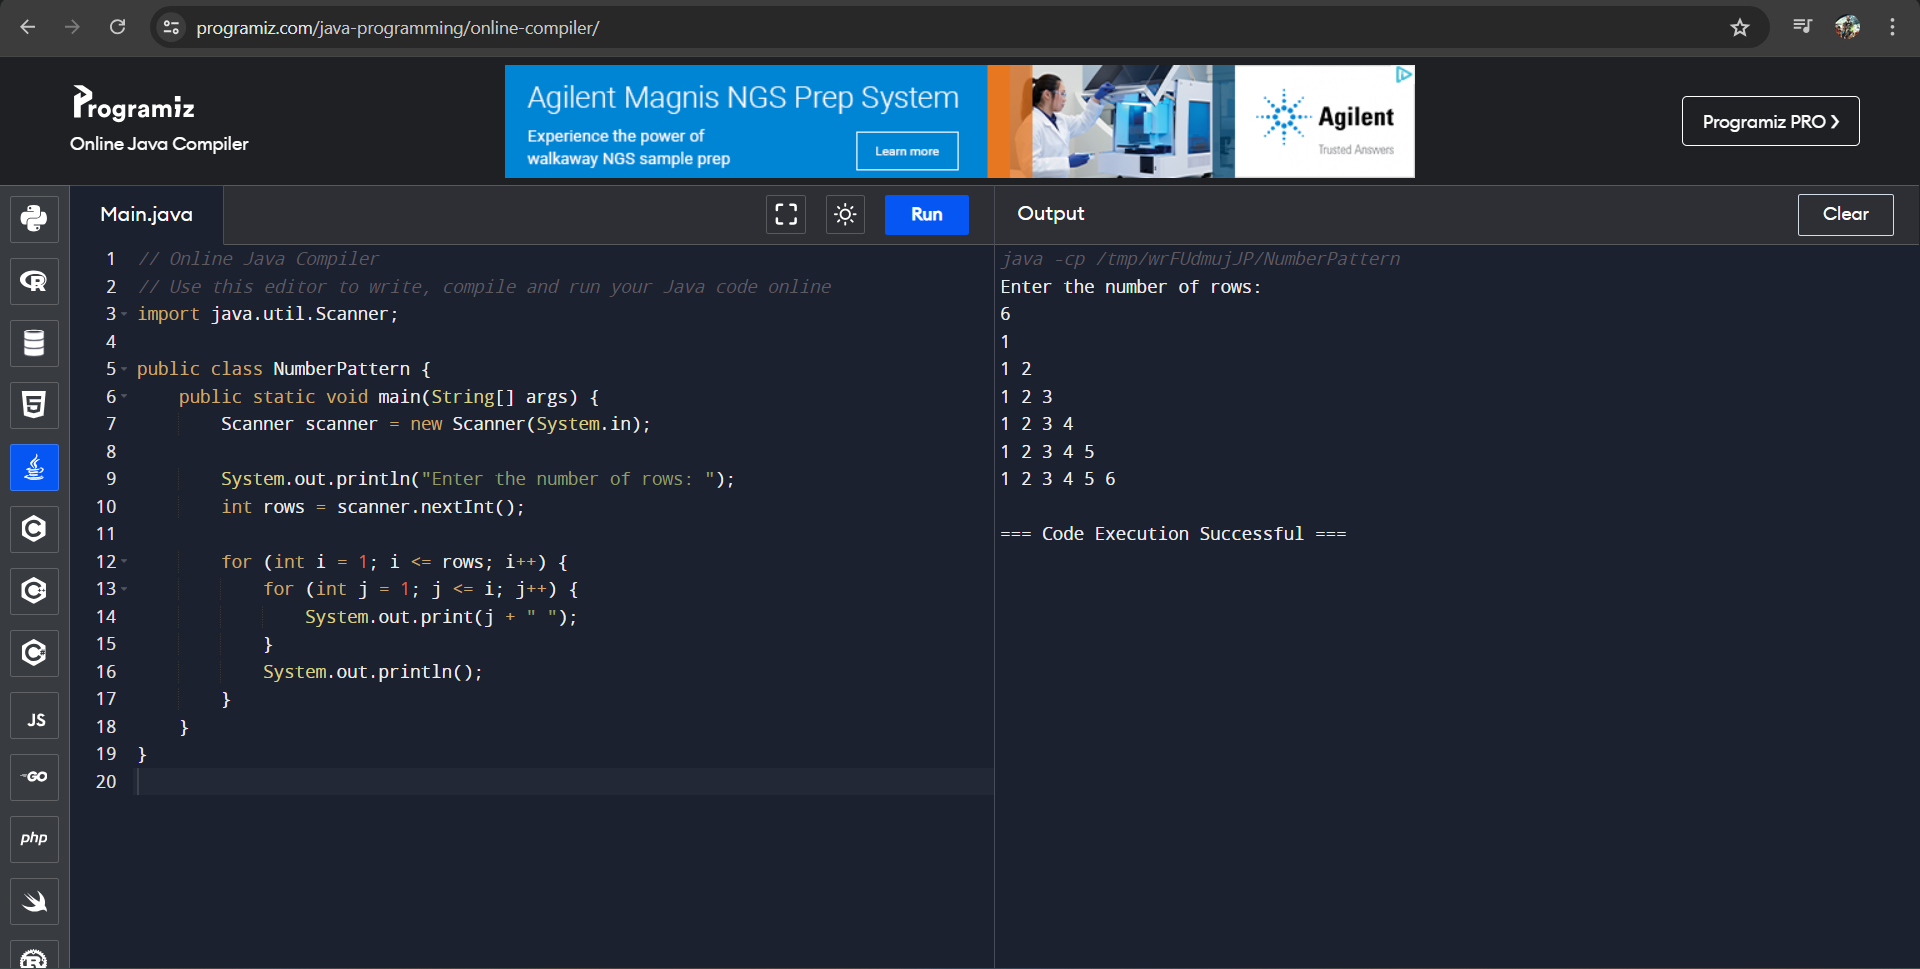 programiz.com/java-programming/online-compiler/
Programiz
Online Java Compiler
Agilent Magnis NGS Prep System
Experience the power of
walkaway NGS sample prep
Learn more
Agilent
Trusted Answers
Programiz PRO ❯
Main.java
Run
Output
Clear
1 // Online Java Compiler
2 // Use this editor to write, compile and run your Java code online
3 import java.util.Scanner;
4
5 public class NumberPattern {
6     public static void main(String[] args) {
7         Scanner scanner = new Scanner(System.in);
8
9         System.out.println("Enter the number of rows: ");
10         int rows = scanner.nextInt();
11
12         for (int i = 1; i <= rows; i++) {
13             for (int j = 1; j <= i; j++) {
14                 System.out.print(j + " ");
15             }
16             System.out.println();
17         }
18     }
19 }
20
java -cp /tmp/wrFUdmujJP/NumberPattern
Enter the number of rows:
6
1
1 2
1 2 3
1 2 3 4
1 2 3 4 5
1 2 3 4 5 6
=== Code Execution Successful ===
R
5
C
C++
C#
JS
GO
php
R